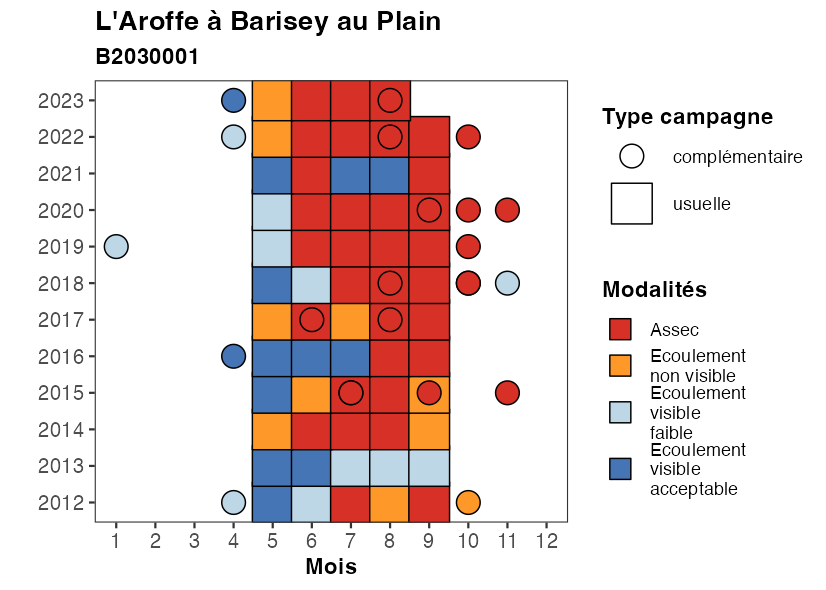 L'Aroffe à Barisey au Plain
B2030001
2023
2022
2021
2020
2019
2018
2017
2016
2015
2014
2013
2012
1 2 3 4 5 6 7 8 9 10 11 12
Mois
Type campagne
complémentaire
usuelle
Modalités
Assec
Ecoulement
non visible
Ecoulement
visible
faible
Ecoulement
visible
acceptable